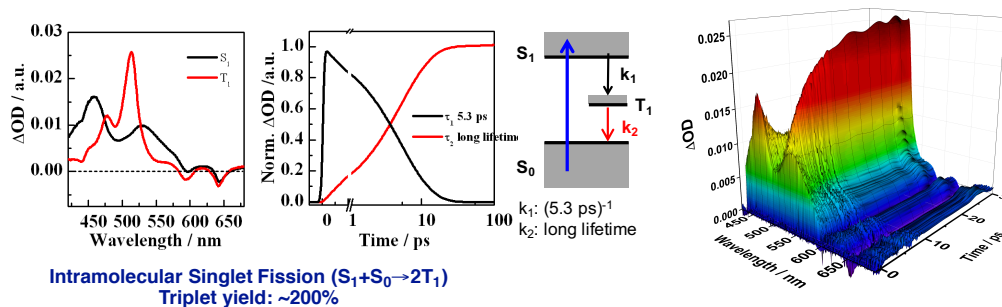 0.03
0.02
0.01
0.00
ΔOD / a.u.
S₁
T₁
450 500 550 600 650
Wavelength / nm
1.0
0.8
0.6
0.4
0.2
0.0
Norm. ΔOD / a.u.
τ₁ 5.3 ps
τ₂ long lifetime
0 1 10 100
Time / ps
S₁
k₁
T₁
k₂
S₀
k₁: (5.3 ps)⁻¹
k₂: long lifetime
0.025
0.020
0.015
0.010
0.005
0.000
ΔOD
450
500
550
600
650
Wavelength / nm
0
10
20
Time / ps
Intramolecular Singlet Fission (S₁+S₀→2T₁)
Triplet yield: ~200%